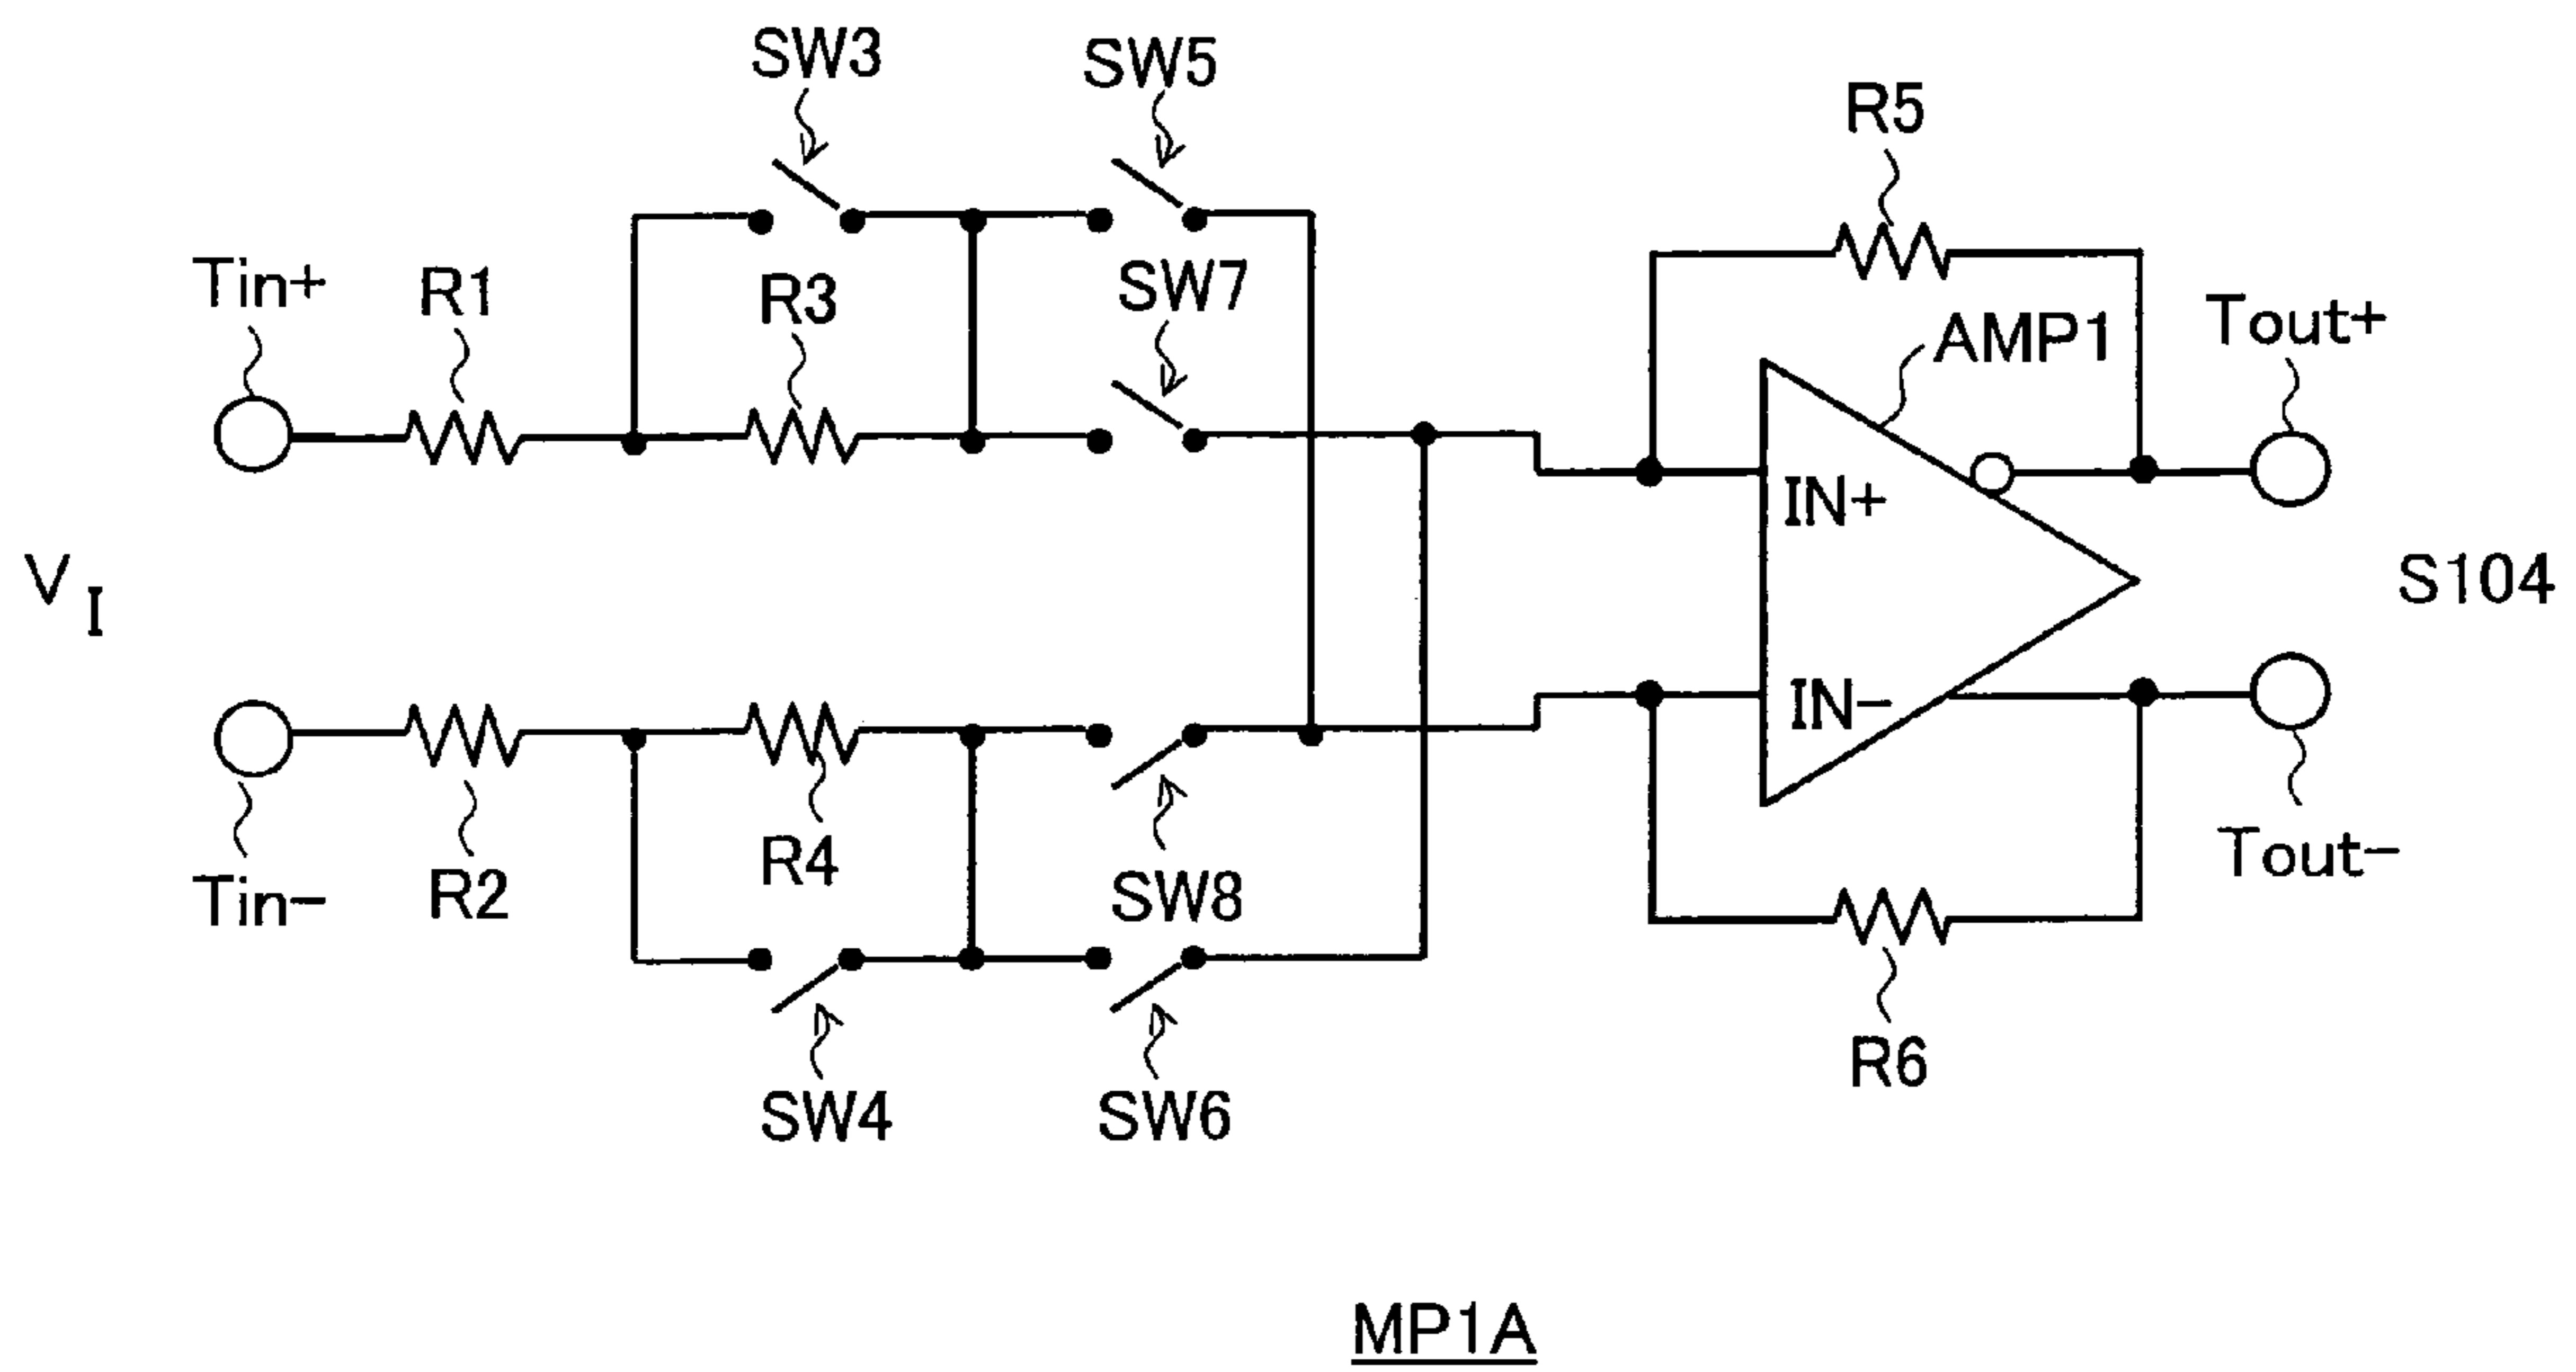 SW3
SW5
R5
Tin+
R1
R3
SW7
AMP1
Tout+
IN+
VI
S104
IN-
R4
SW8
Tin-
R2
Tout-
SW4
SW6
R6
MP1A